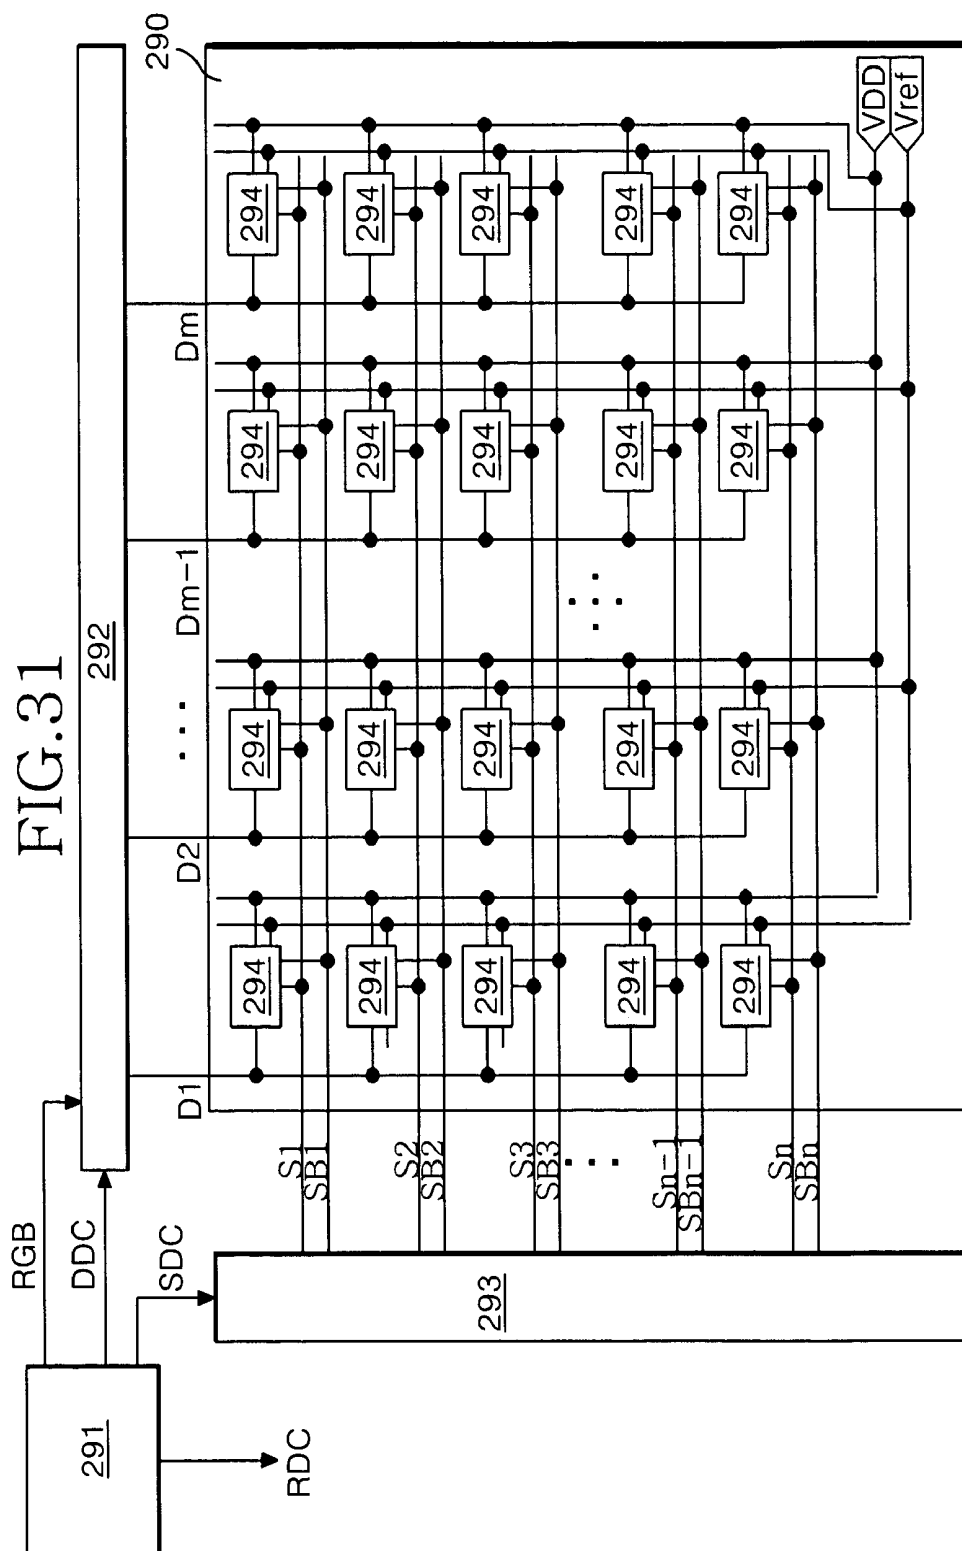 FIG.31
RGB
DDC
SDC
RDC
291
292
293
290
D1
D2
. . .
Dm-1
Dm
S1
SB1
S2
SB2
S3
SB3
. . .
Sn-1
SBn-1
Sn
SBn
294 294 294 294
294 294 294 294
294 294 294 294
294 294 294 294
294 294 294 294
VDD
Vref